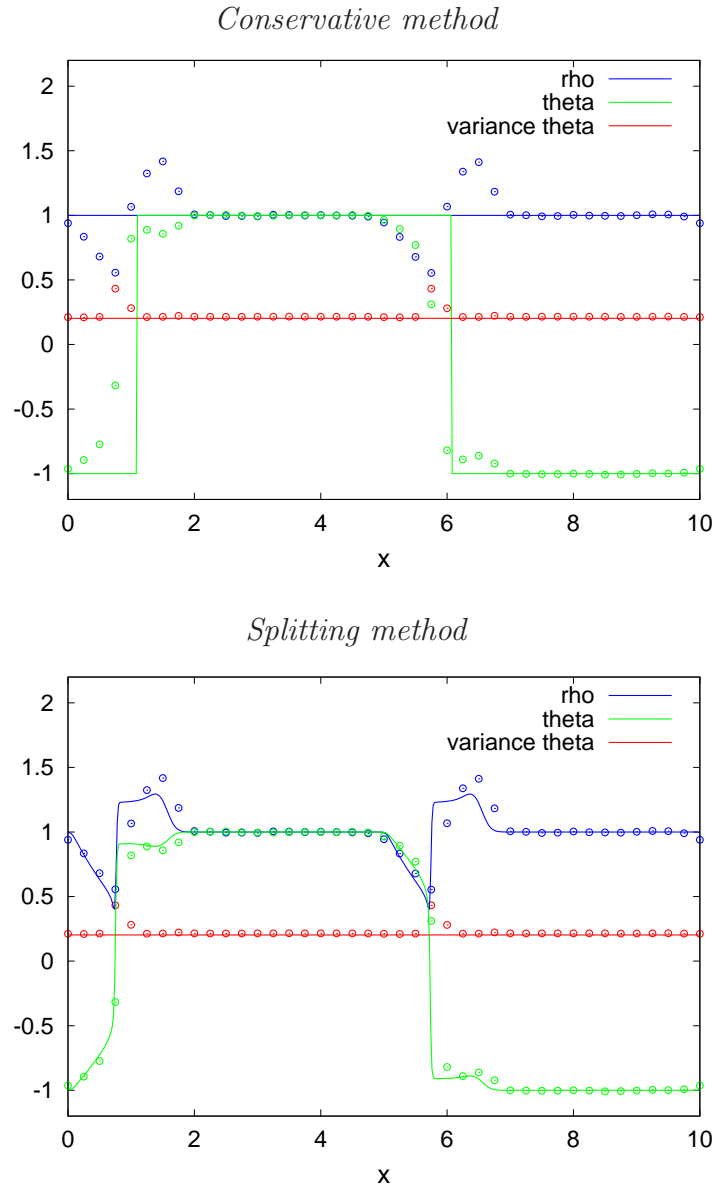 Conservative method
rho
theta
variance theta
2
1.5
1
0.5
0
-0.5
-1
0 2 4 6 8 10
x
Splitting method
rho
theta
variance theta
2
1.5
1
0.5
0
-0.5
-1
0 2 4 6 8 10
x